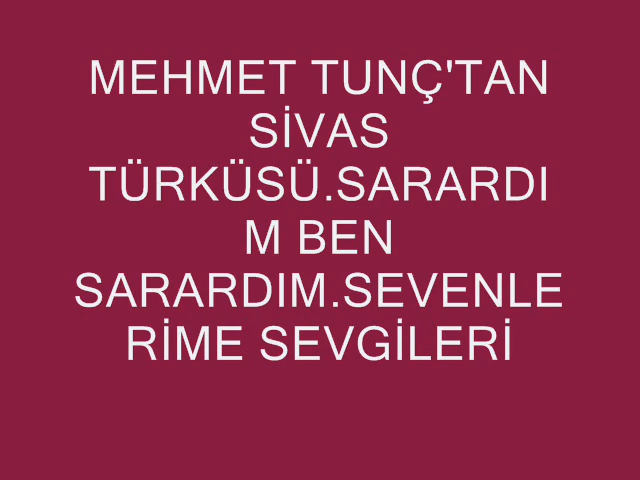 MEHMET TUNÇ'TAN
SİVAS
TÜRKÜSÜ.SARARDI
M BEN
SARARDIM.SEVENLE
RİME SEVGİLERİ